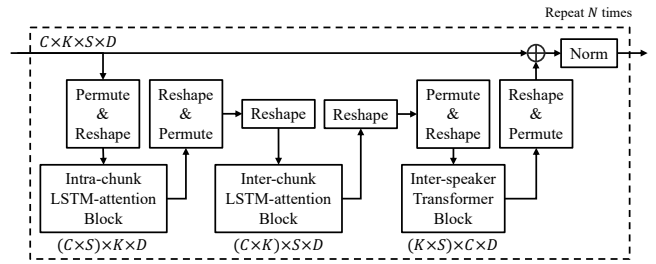 Repeat N times
C×K×S×D
Norm
Permute
&
Reshape
Reshape
&
Permute
Reshape
Reshape
Permute
&
Reshape
Reshape
&
Permute
Intra-chunk
LSTM-attention
Block
Inter-chunk
LSTM-attention
Block
Inter-speaker
Transformer
Block
(C×S)×K×D
(C×K)×S×D
(K×S)×C×D